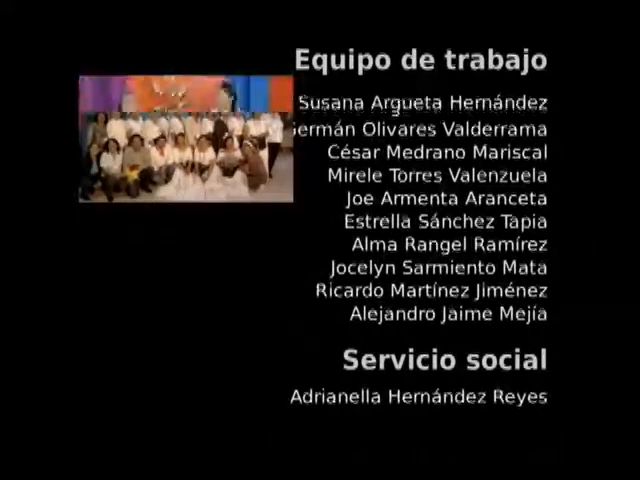 Equipo de trabajo
Susana Argueta Hernández
ermán Olivares Valderrama
César Medrano Mariscal
Mirele Torres Valenzuela
Joe Armenta Aranceta
Estrella Sánchez Tapia
Alma Rangel Ramírez
Jocelyn Sarmiento Mata
Ricardo Martínez Jiménez
Alejandro Jaime Mejía
Servicio social
Adrianella Hernández Reyes